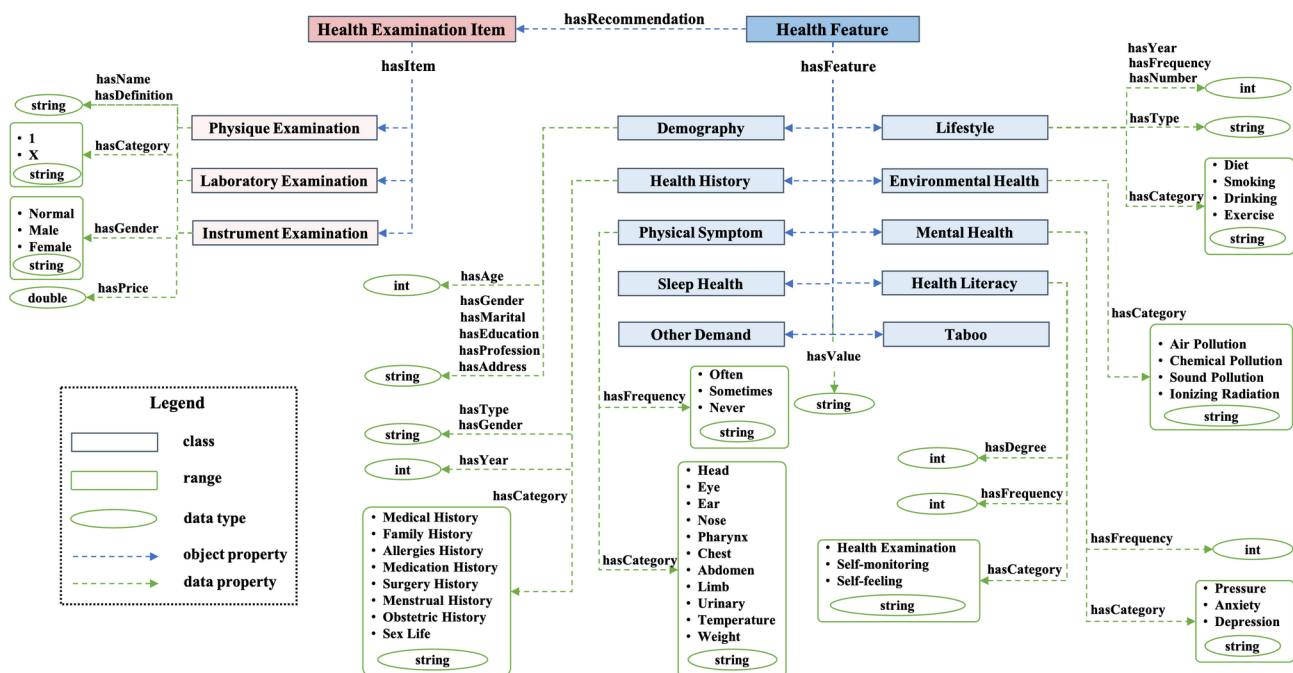 hasRecommendation
Health Examination Item
Health Feature
hasItem
hasFeature
hasName
hasDefinition
string
Physique Examination
• 1
• X
string
hasCategory
Laboratory Examination
• Normal
• Male
• Female
string
hasGender
Instrument Examination
double
hasPrice
Demography
Lifestyle
Health History
Environmental Health
Physical Symptom
Mental Health
Sleep Health
Health Literacy
Other Demand
Taboo
hasYear
hasFrequency
hasNumber
int
hasType
string
hasCategory
• Diet
• Smoking
• Drinking
• Exercise
string
hasAge
int
hasGender
hasMarital
hasEducation
hasProfession
hasAddress
string
hasType
hasGender
string
hasYear
int
hasCategory
• Medical History
• Family History
• Allergies History
• Medication History
• Surgery History
• Menstrual History
• Obstetric History
• Sex Life
string
hasFrequency
• Often
• Sometimes
• Never
string
hasCategory
• Head
• Eye
• Ear
• Nose
• Pharynx
• Chest
• Abdomen
• Limb
• Urinary
• Temperature
• Weight
string
hasValue
string
hasDegree
int
hasFrequency
int
hasCategory
• Health Examination
• Self-monitoring
• Self-feeling
string
hasCategory
• Air Pollution
• Chemical Pollution
• Sound Pollution
• Ionizing Radiation
string
hasFrequency
int
hasCategory
• Pressure
• Anxiety
• Depression
string
Legend
class
range
data type
object property
data property